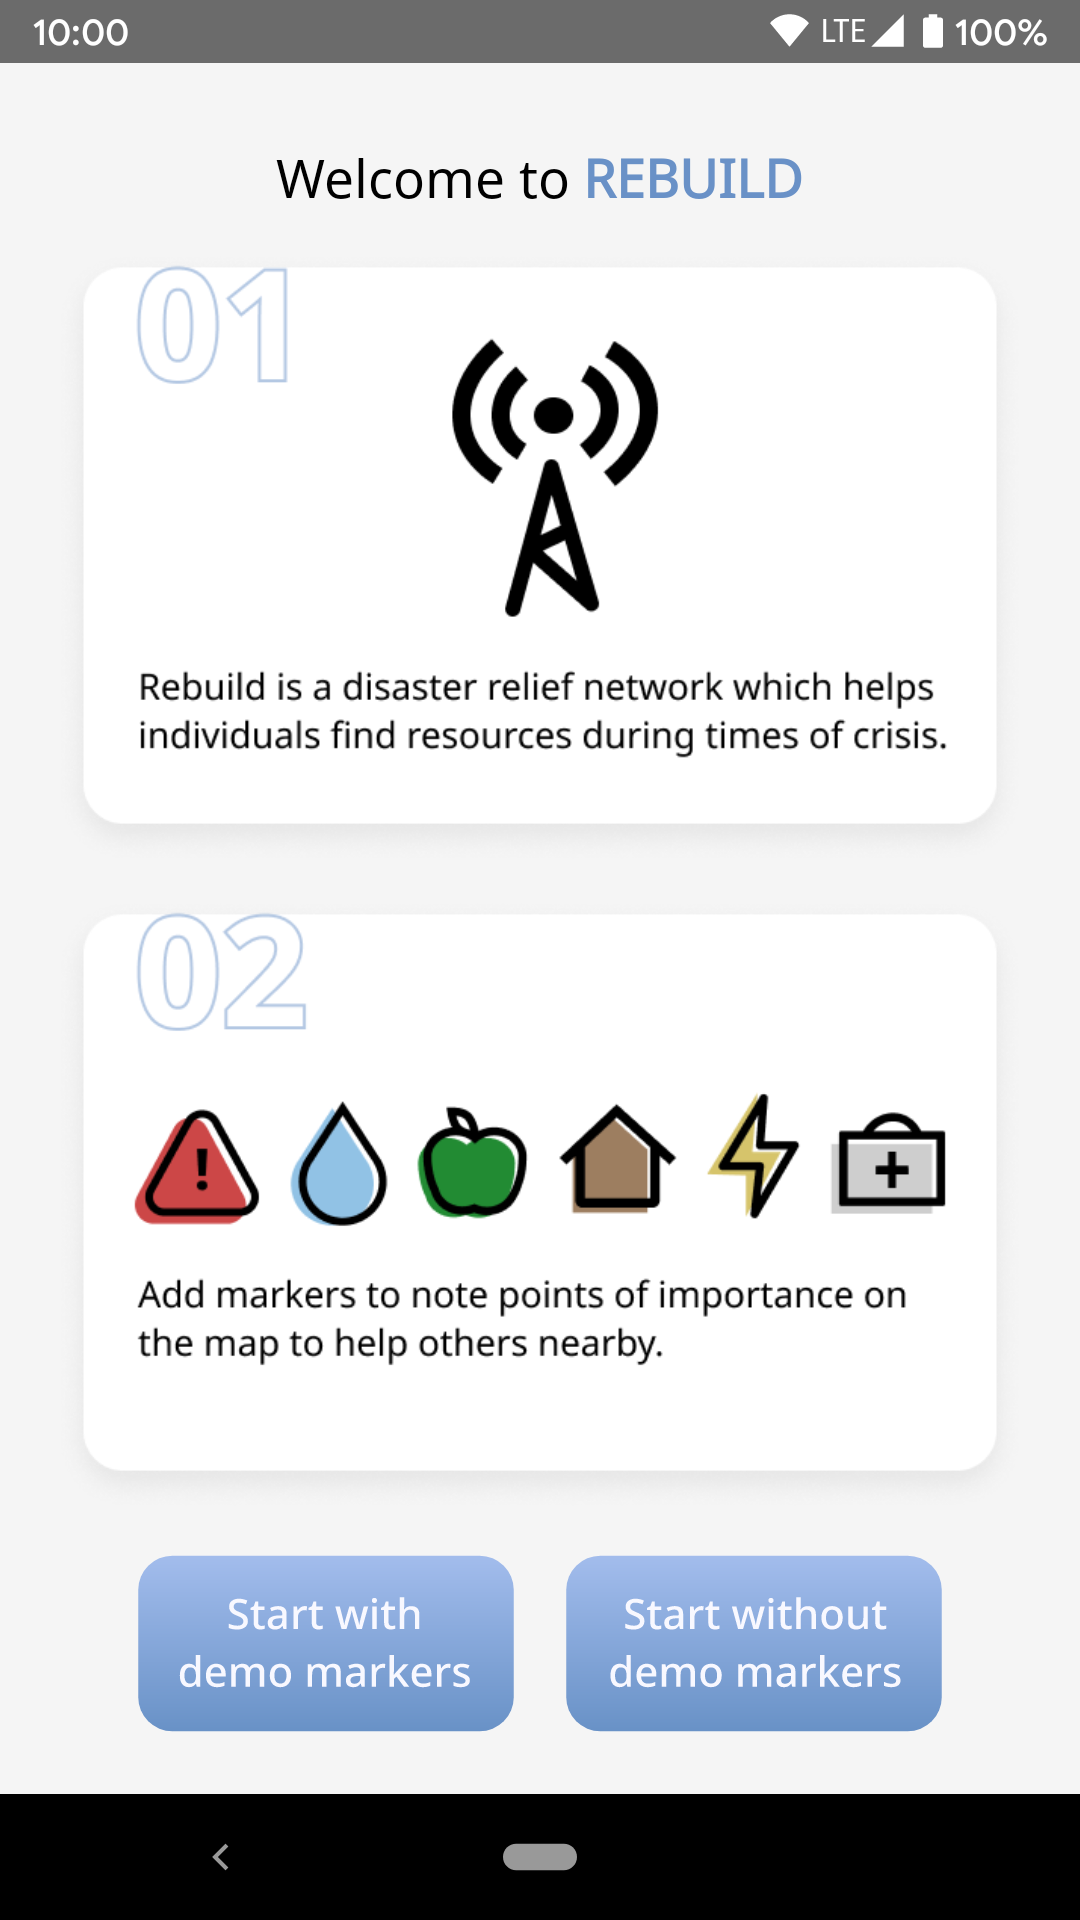 10:00
LTE
100%
Welcome to REBUILD
01
Rebuild is a disaster relief network which helps
individuals find resources during times of crisis.
02
!
Add markers to note points of importance on
the map to help others nearby.
Start with
demo markers
Start without
demo markers